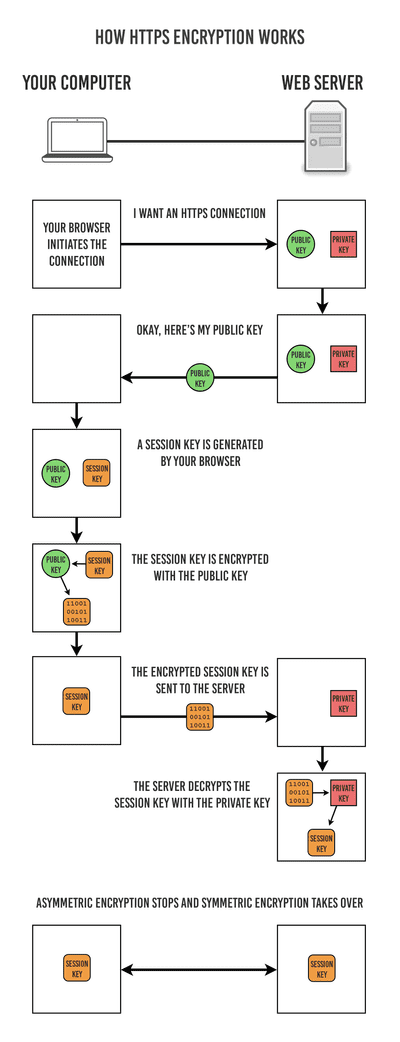 HOW HTTPS ENCRYPTION WORKS
YOUR COMPUTER
WEB SERVER
YOUR BROWSER
INITIATES THE
CONNECTION
I WANT AN HTTPS CONNECTION
PUBLIC
KEY
PRIVATE
KEY
OKAY, HERE'S MY PUBLIC KEY
PUBLIC
KEY
PUBLIC
KEY
PRIVATE
KEY
PUBLIC
KEY
SESSION
KEY
A SESSION KEY IS GENERATED
BY YOUR BROWSER
PUBLIC
KEY
SESSION
KEY
11001
00101
10011
THE SESSION KEY IS ENCRYPTED
WITH THE PUBLIC KEY
SESSION
KEY
THE ENCRYPTED SESSION KEY IS
SENT TO THE SERVER
11001
00101
10011
PRIVATE
KEY
THE SERVER DECRYPTS THE
SESSION KEY WITH THE PRIVATE KEY
11001
00101
10011
PRIVATE
KEY
SESSION
KEY
ASYMMETRIC ENCRYPTION STOPS AND SYMMETRIC ENCRYPTION TAKES OVER
SESSION
KEY
SESSION
KEY